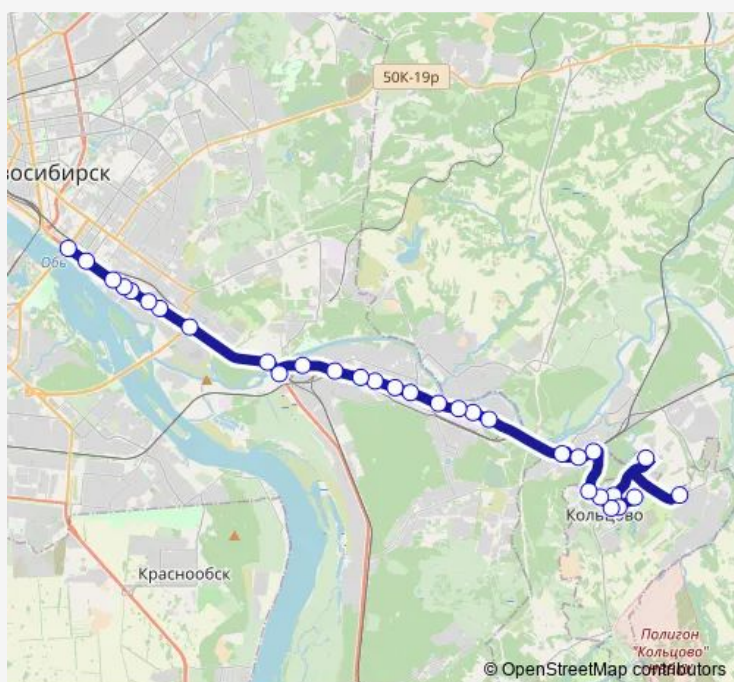 50К-19р
восибирск
Обь
Кольцово
Краснообск
Полигон
"Кольцово"
© OpenStreetMap contributors